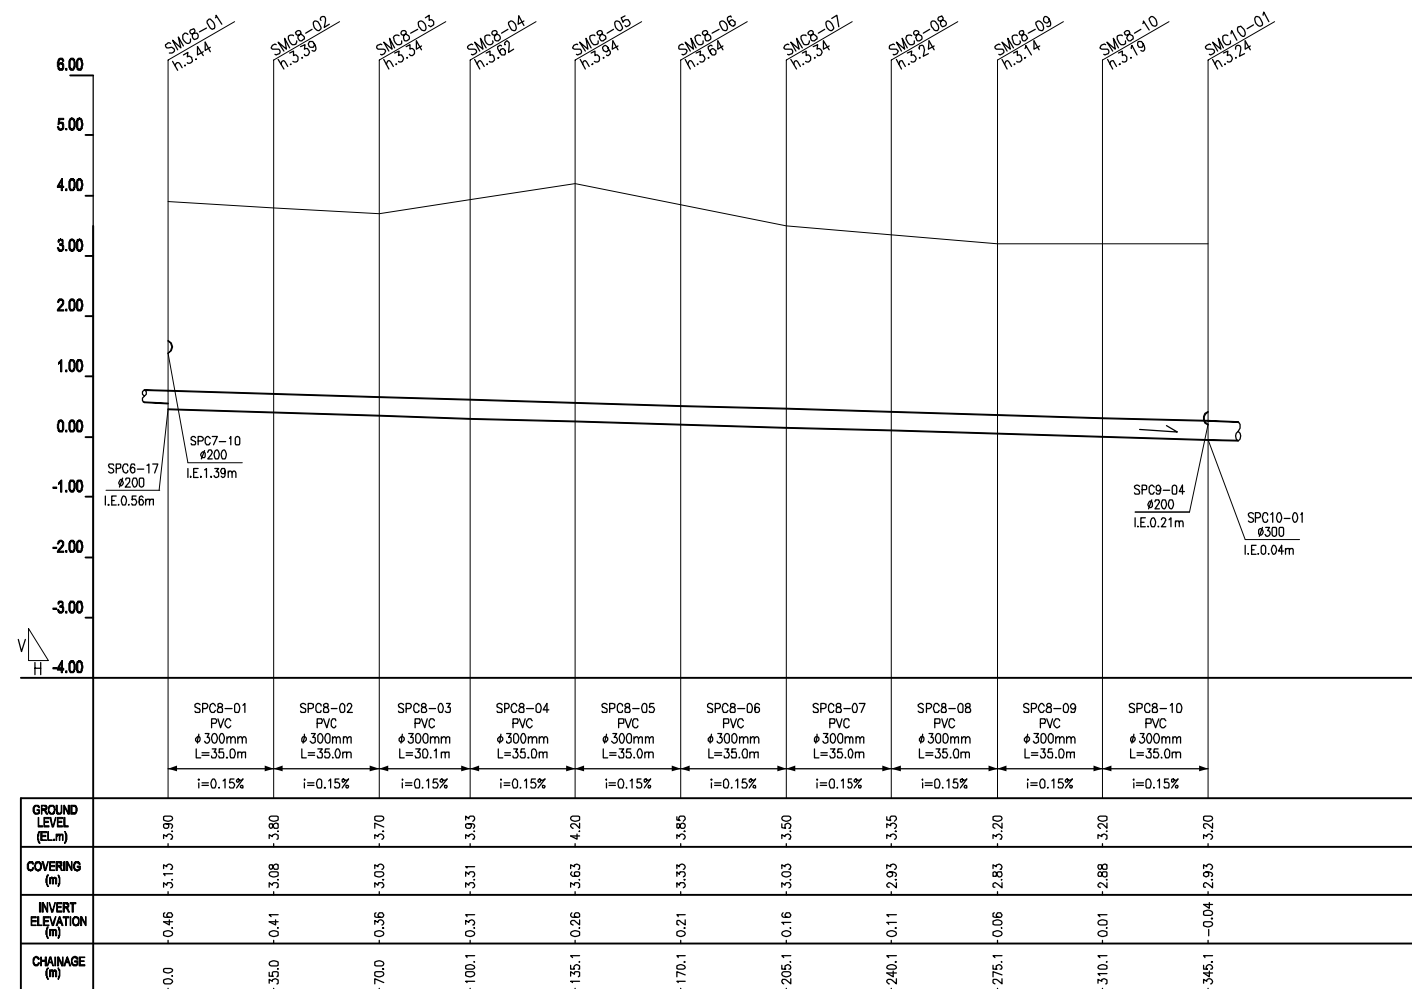 SMC8-01
h.3.44
SMC8-02
h.3.39
SMC8-03
h.3.34
SMC8-04
h.3.62
SMC8-05
h.3.94
SMC8-06
h.3.64
SMC8-07
h.3.34
SMC8-08
h.3.24
SMC8-09
h.3.14
SMC8-10
h.3.19
SMC10-01
h.3.24
6.00
5.00
4.00
3.00
2.00
1.00
0.00
-1.00
-2.00
-3.00
-4.00
V
H
SPC6-17
ø200
I.E.0.56m
SPC7-10
ø200
I.E.1.39m
SPC9-04
ø200
I.E.0.21m
SPC10-01
ø300
I.E.0.04m
SPC8-01
PVC
ø300mm
L=35.0m
i=0.15%
SPC8-02
PVC
ø300mm
L=35.0m
i=0.15%
SPC8-03
PVC
ø300mm
L=30.1m
i=0.15%
SPC8-04
PVC
ø300mm
L=35.0m
i=0.15%
SPC8-05
PVC
ø300mm
L=35.0m
i=0.15%
SPC8-06
PVC
ø300mm
L=35.0m
i=0.15%
SPC8-07
PVC
ø300mm
L=35.0m
i=0.15%
SPC8-08
PVC
ø300mm
L=35.0m
i=0.15%
SPC8-09
PVC
ø300mm
L=35.0m
i=0.15%
SPC8-10
PVC
ø300mm
L=35.0m
i=0.15%
GROUND
LEVEL
(EL.m)
3.90 3.80 3.70 3.93 4.20 3.85 3.50 3.35 3.20 3.20 3.20
COVERING
(m)
3.13 3.08 3.03 3.31 3.63 3.33 3.03 2.93 2.83 2.88 2.93
INVERT
ELEVATION
(m)
0.46 0.41 0.36 0.31 0.26 0.21 0.16 0.11 0.06 0.01 -0.04
CHAINAGE
(m)
0.0 35.0 70.0 100.1 135.1 170.1 205.1 240.1 275.1 310.1 345.1